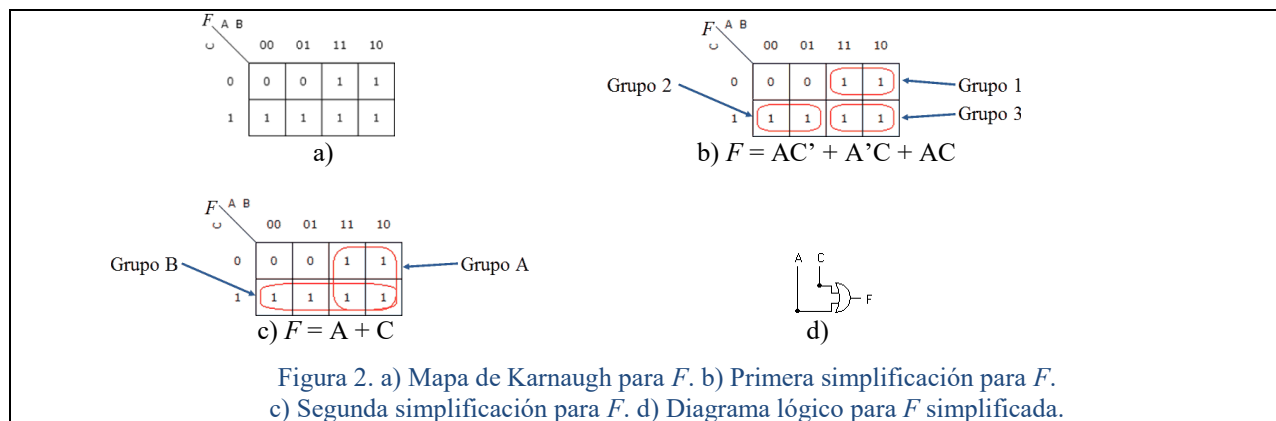 F A B
C 00 01 11 10
0 0 0 1 1
1 1 1 1 1
a)
F A B
C 00 01 11 10
Grupo 2 0 0 0 1 1 Grupo 1
1 1 1 1 1 Grupo 3
b) F = AC’ + A’C + AC
F A B
C 00 01 11 10
Grupo B 0 0 0 1 1 Grupo A
1 1 1 1 1
c) F = A + C
A C
F
d)
Figura 2. a) Mapa de Karnaugh para F. b) Primera simplificación para F.
c) Segunda simplificación para F. d) Diagrama lógico para F simplificada.